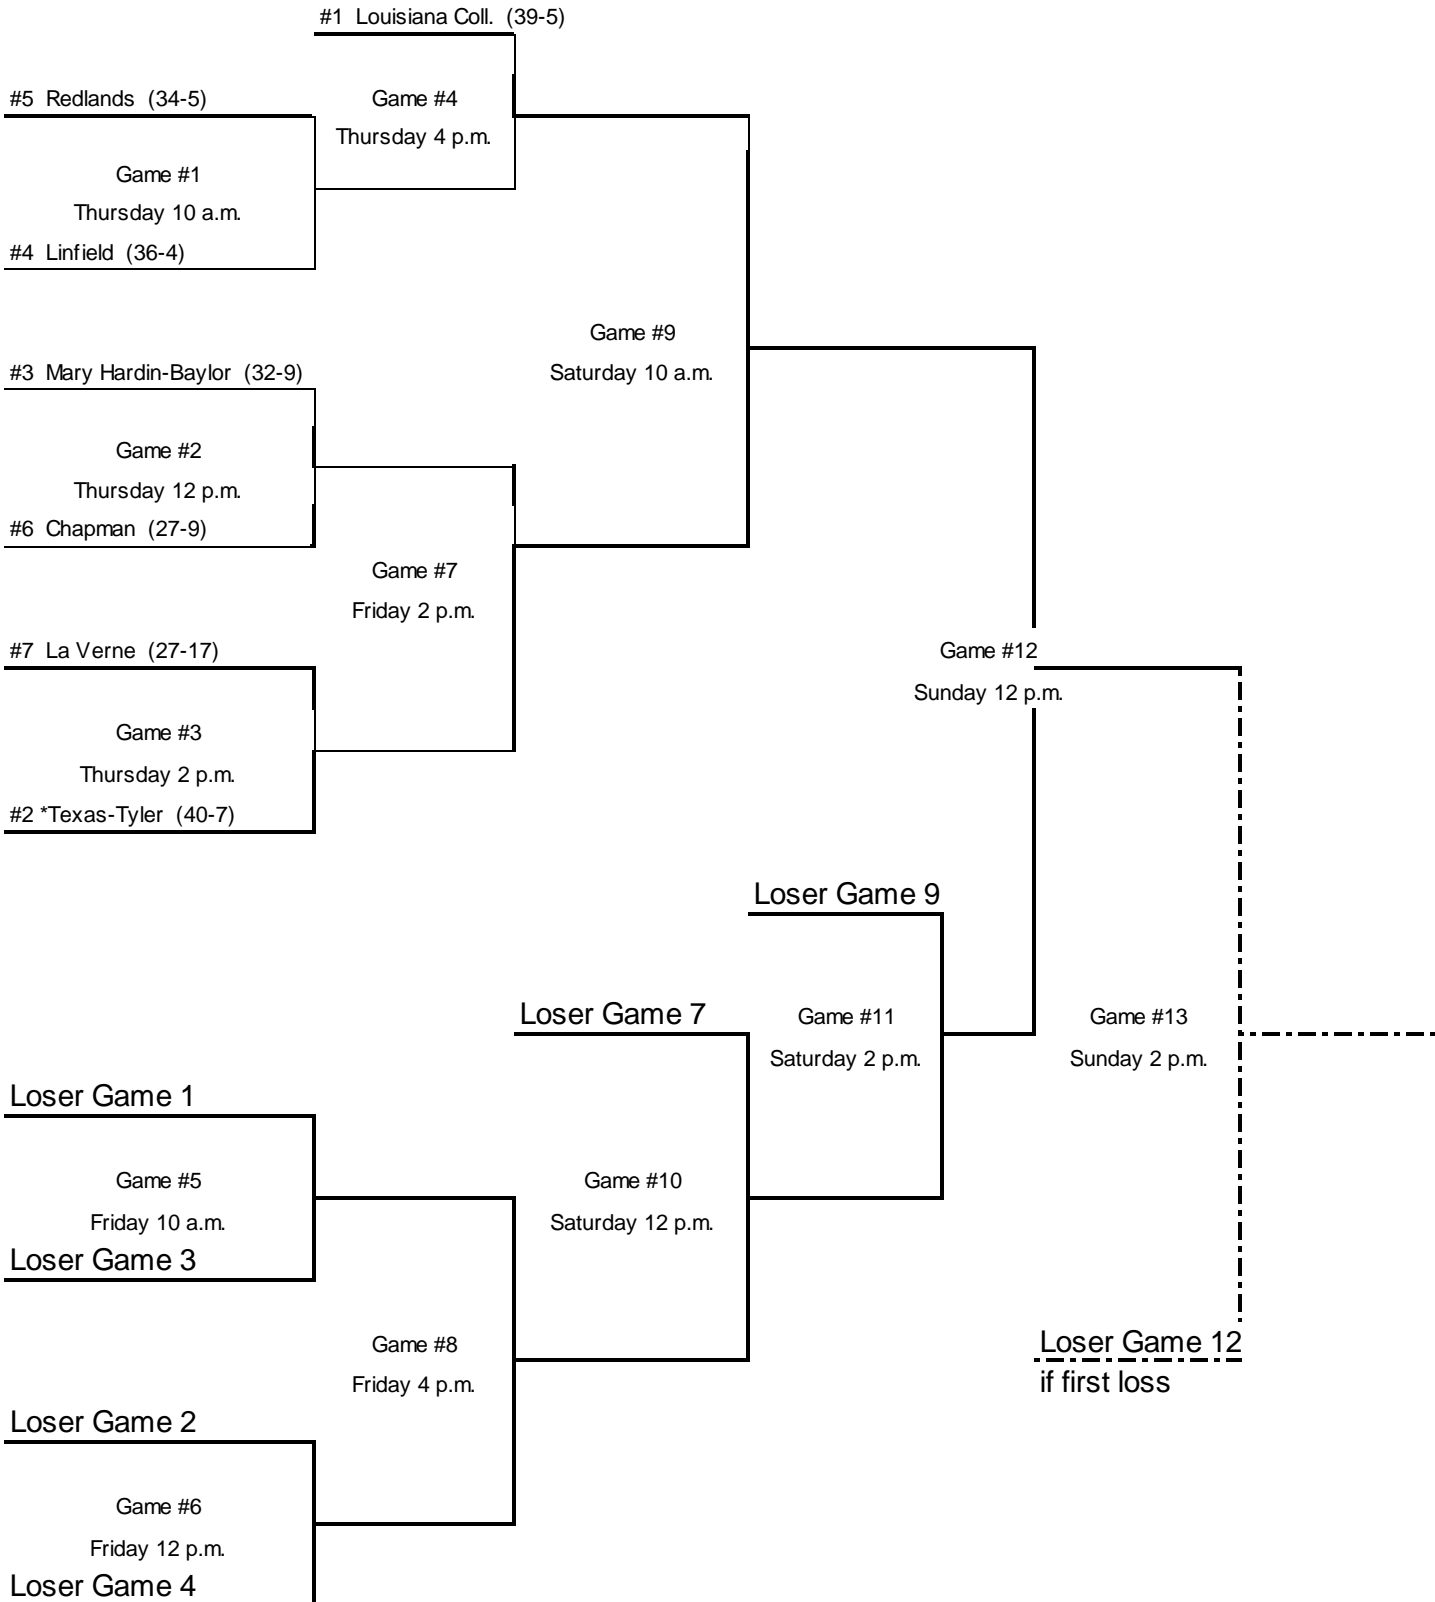 #1 Louisiana Coll. (39-5)
#5 Redlands (34-5)
Game #4
Thursday 4 p.m.
Game #1
Thursday 10 a.m.
#4 Linfield (36-4)
Game #9
Saturday 10 a.m.
#3 Mary Hardin-Baylor (32-9)
Game #2
Thursday 12 p.m.
#6 Chapman (27-9)
Game #7
Friday 2 p.m.
#7 La Verne (27-17)
Game #12
Sunday 12 p.m.
Game #3
Thursday 2 p.m.
#2 *Texas-Tyler (40-7)
Loser Game 9
Loser Game 7
Game #11
Saturday 2 p.m.
Game #13
Sunday 2 p.m.
Loser Game 1
Game #5
Friday 10 a.m.
Loser Game 3
Game #10
Saturday 12 p.m.
Game #8
Friday 4 p.m.
Loser Game 12
if first loss
Loser Game 2
Game #6
Friday 12 p.m.
Loser Game 4